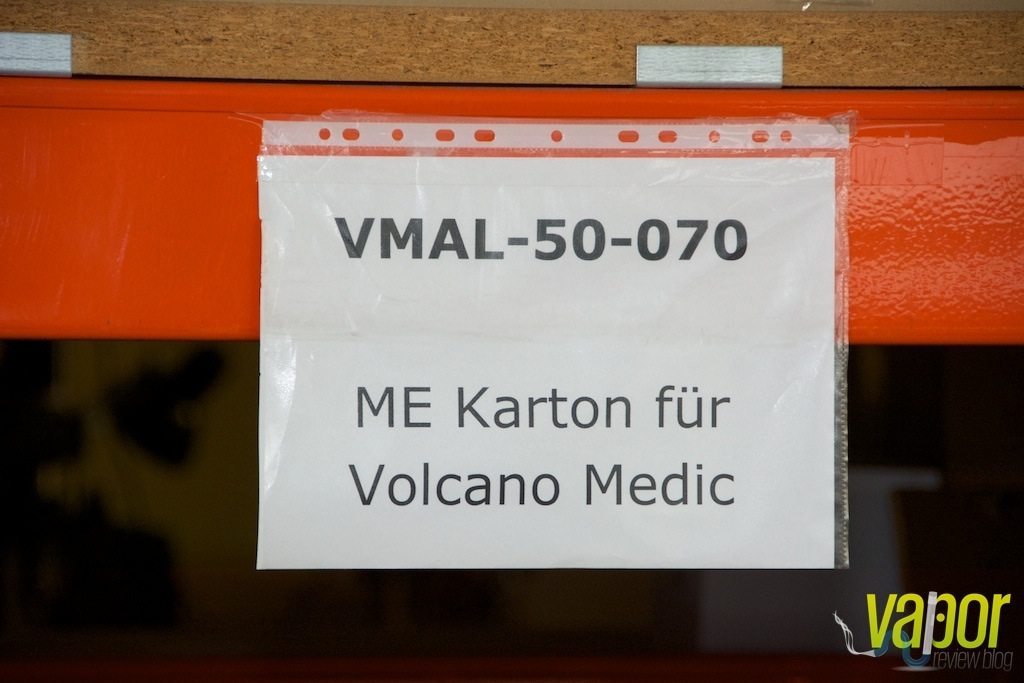 VMAL-50-070
ME Karton für
Volcano Medic
vapor
review blog